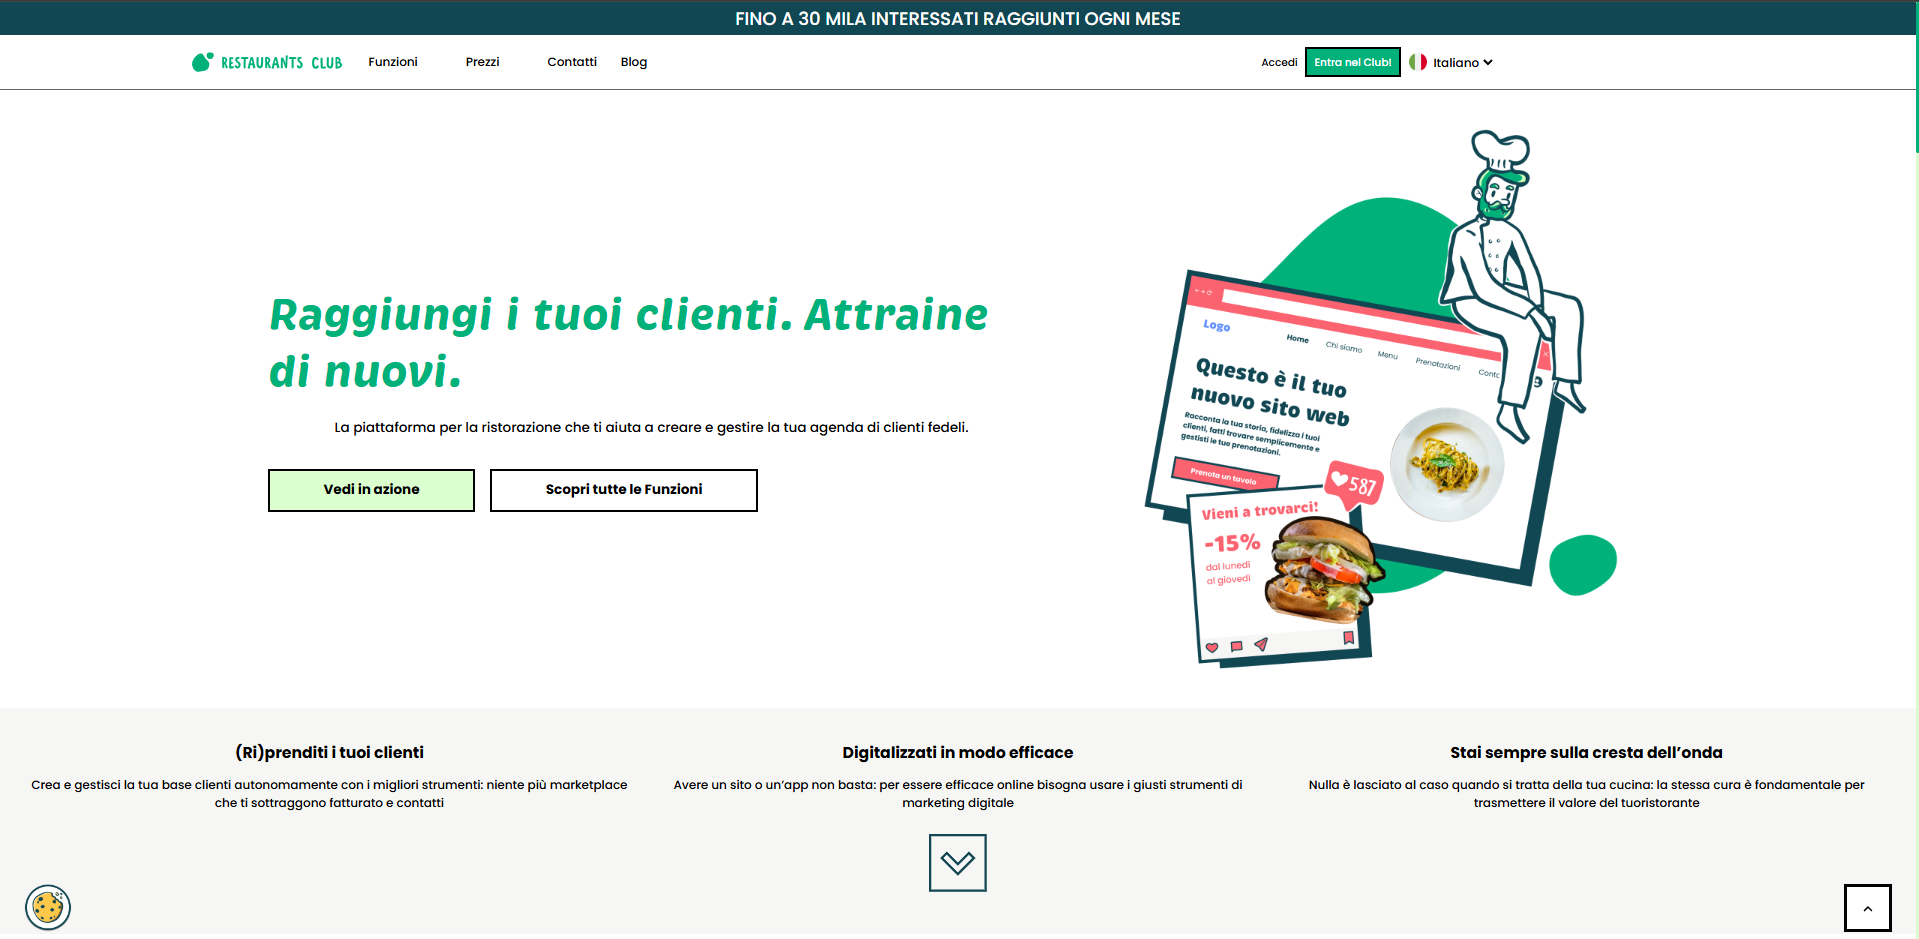 FINO A 30 MILA INTERESSATI RAGGIUNTI OGNI MESE
RESTAURANTS CLUB
Funzioni
Prezzi
Contatti
Blog
Accedi
Entra nel Club!
Italiano
Raggiungi i tuoi clienti. Attraine
di nuovi.
La piattaforma per la ristorazione che ti aiuta a creare e gestire la tua agenda di clienti fedeli.
Vedi in azione
Scopri tutte le Funzioni
Logo
Home
Chi siamo
Menu
Prenotazioni
Questo è il tuo
nuovo sito web
Racconta la tua storia, fidelizza i tuoi
clienti, fatti trovare semplicemente e
gestisti le tue prenotazioni.
Prenota un tavolo
587
Vieni a trovarci!
-15%
dal lunedì
al giovedì
(Ri)prenditi i tuoi clienti
Crea e gestisci la tua base clienti autonomamente con i migliori strumenti: niente più marketplace
che ti sottraggono fatturato e contatti
Digitalizzati in modo efficace
Avere un sito o un’app non basta: per essere efficace online bisogna usare i giusti strumenti di
marketing digitale
Stai sempre sulla cresta dell’onda
Nulla è lasciato al caso quando si tratta della tua cucina: la stessa cura è fondamentale per
trasmettere il valore del tuoristorante